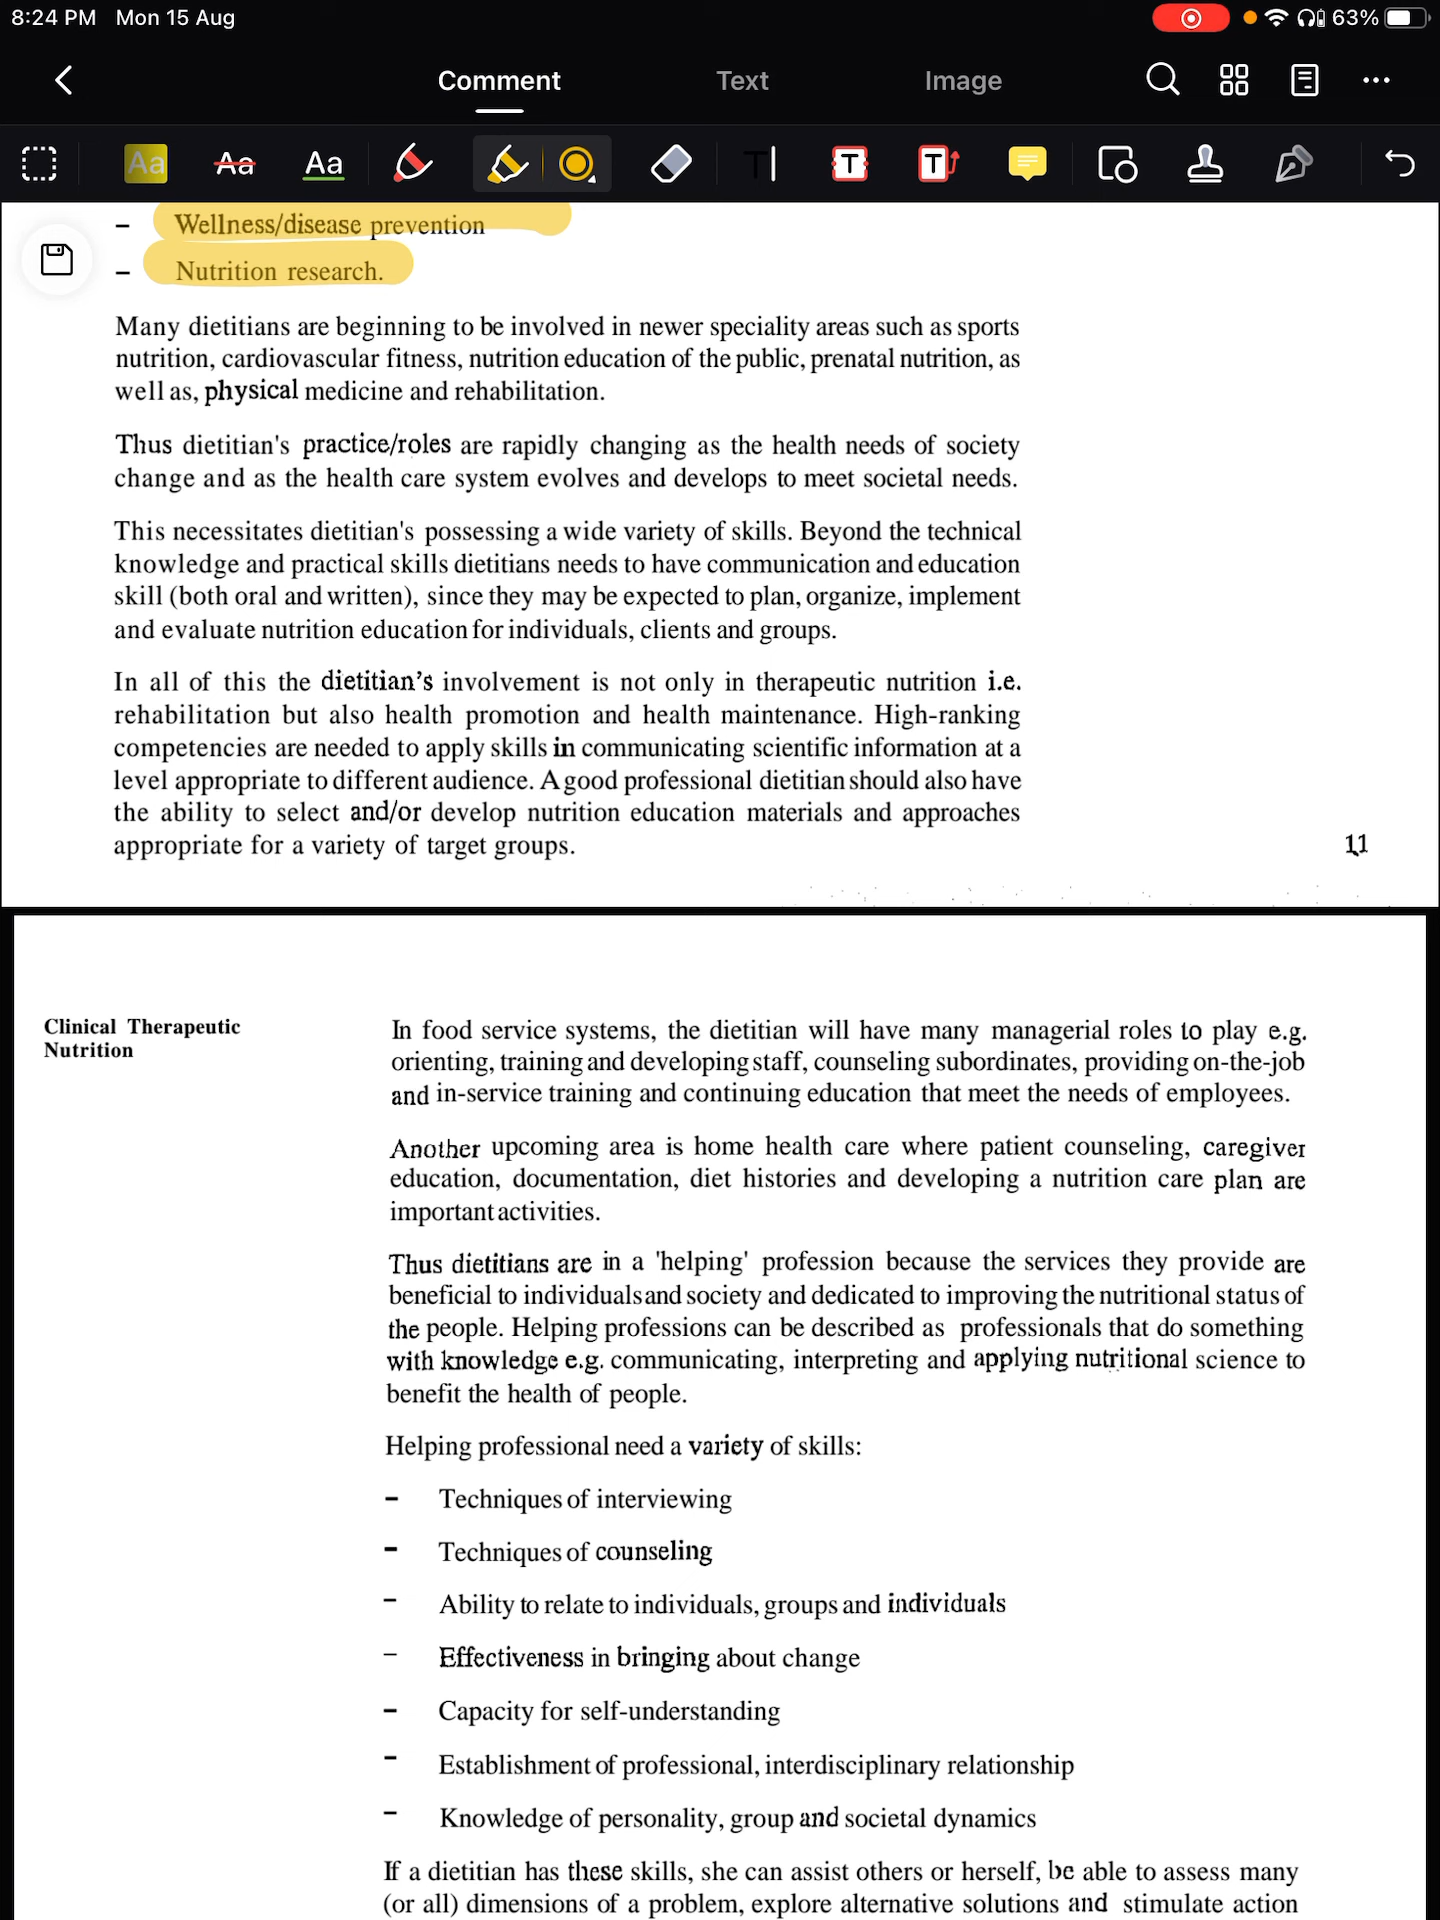 8:24 PM Mon 15 Aug
63%
Comment Text Image
Aa Aa Aa T T T
– Wellness/disease prevention
– Nutrition research.
Many dietitians are beginning to be involved in newer speciality areas such as sports
nutrition, cardiovascular fitness, nutrition education of the public, prenatal nutrition, as
well as, physical medicine and rehabilitation.
Thus dietitian's practice/roles are rapidly changing as the health needs of society
change and as the health care system evolves and develops to meet societal needs.
This necessitates dietitian's possessing a wide variety of skills. Beyond the technical
knowledge and practical skills dietitians needs to have communication and education
skill (both oral and written), since they may be expected to plan, organize, implement
and evaluate nutrition education for individuals, clients and groups.
In all of this the dietitian's involvement is not only in therapeutic nutrition i.e.
rehabilitation but also health promotion and health maintenance. High-ranking
competencies are needed to apply skills in communicating scientific information at a
level appropriate to different audience. A good professional dietitian should also have
the ability to select and/or develop nutrition education materials and approaches
appropriate for a variety of target groups.
11
Clinical Therapeutic
Nutrition
In food service systems, the dietitian will have many managerial roles to play e.g.
orienting, training and developing staff, counseling subordinates, providing on-the-job
and in-service training and continuing education that meet the needs of employees.
Another upcoming area is home health care where patient counseling, caregiver
education, documentation, diet histories and developing a nutrition care plan are
important activities.
Thus dietitians are in a 'helping' profession because the services they provide are
beneficial to individuals and society and dedicated to improving the nutritional status of
the people. Helping professions can be described as professionals that do something
with knowledge e.g. communicating, interpreting and applying nutritional science to
benefit the health of people.
Helping professional need a variety of skills:
– Techniques of interviewing
– Techniques of counseling
– Ability to relate to individuals, groups and individuals
– Effectiveness in bringing about change
– Capacity for self-understanding
– Establishment of professional, interdisciplinary relationship
– Knowledge of personality, group and societal dynamics
If a dietitian has these skills, she can assist others or herself, be able to assess many
(or all) dimensions of a problem, explore alternative solutions and stimulate action